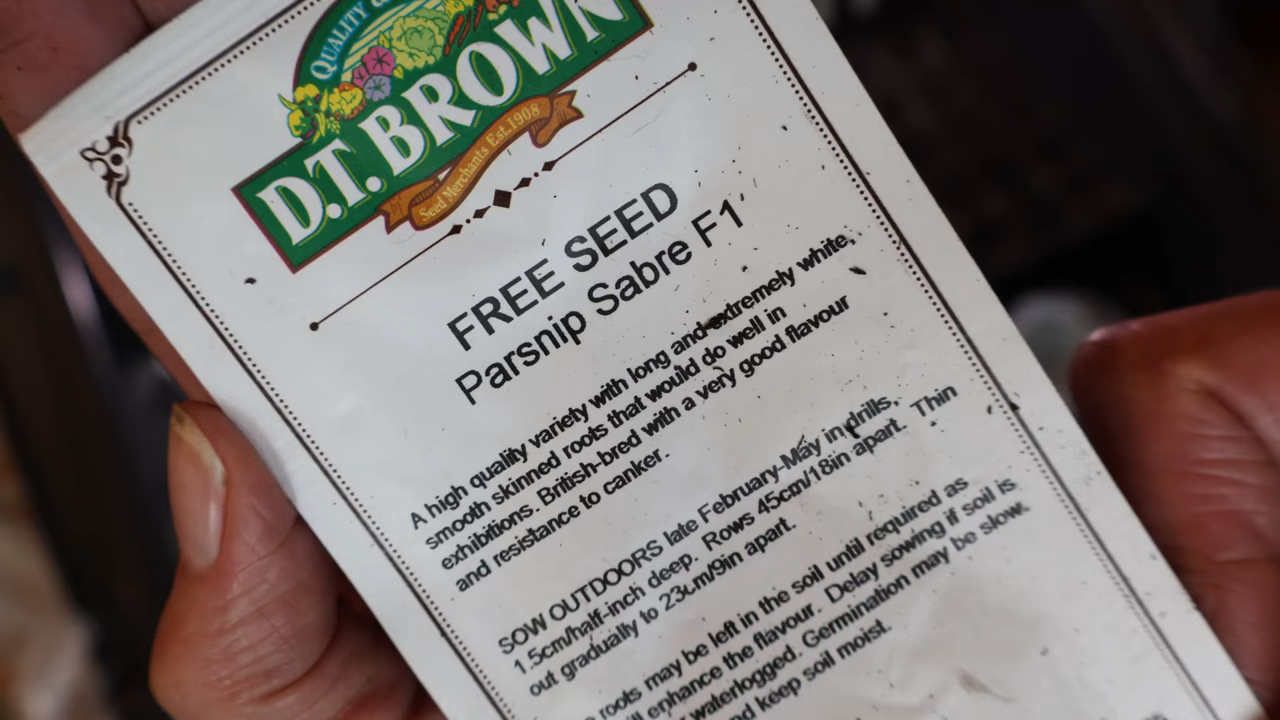 QUALITY
D.T. BROWN
Seed Merchants Est.1908
FREE SEED
Parsnip Sabre F1
A high quality variety with long and extremely white,
smooth skinned roots that would do well in
exhibitions. British-bred with a very good flavour
and resistance to canker.
SOW OUTDOORS late February-May in drills,
1.5cm/half-inch deep. Rows 45cm/18in apart. Thin
out gradually to 23cm/9in apart.
roots may be left in the soil until required as
enhance the flavour. Delay sowing if soil is
waterlogged. Germination may be slow.
keep soil moist.